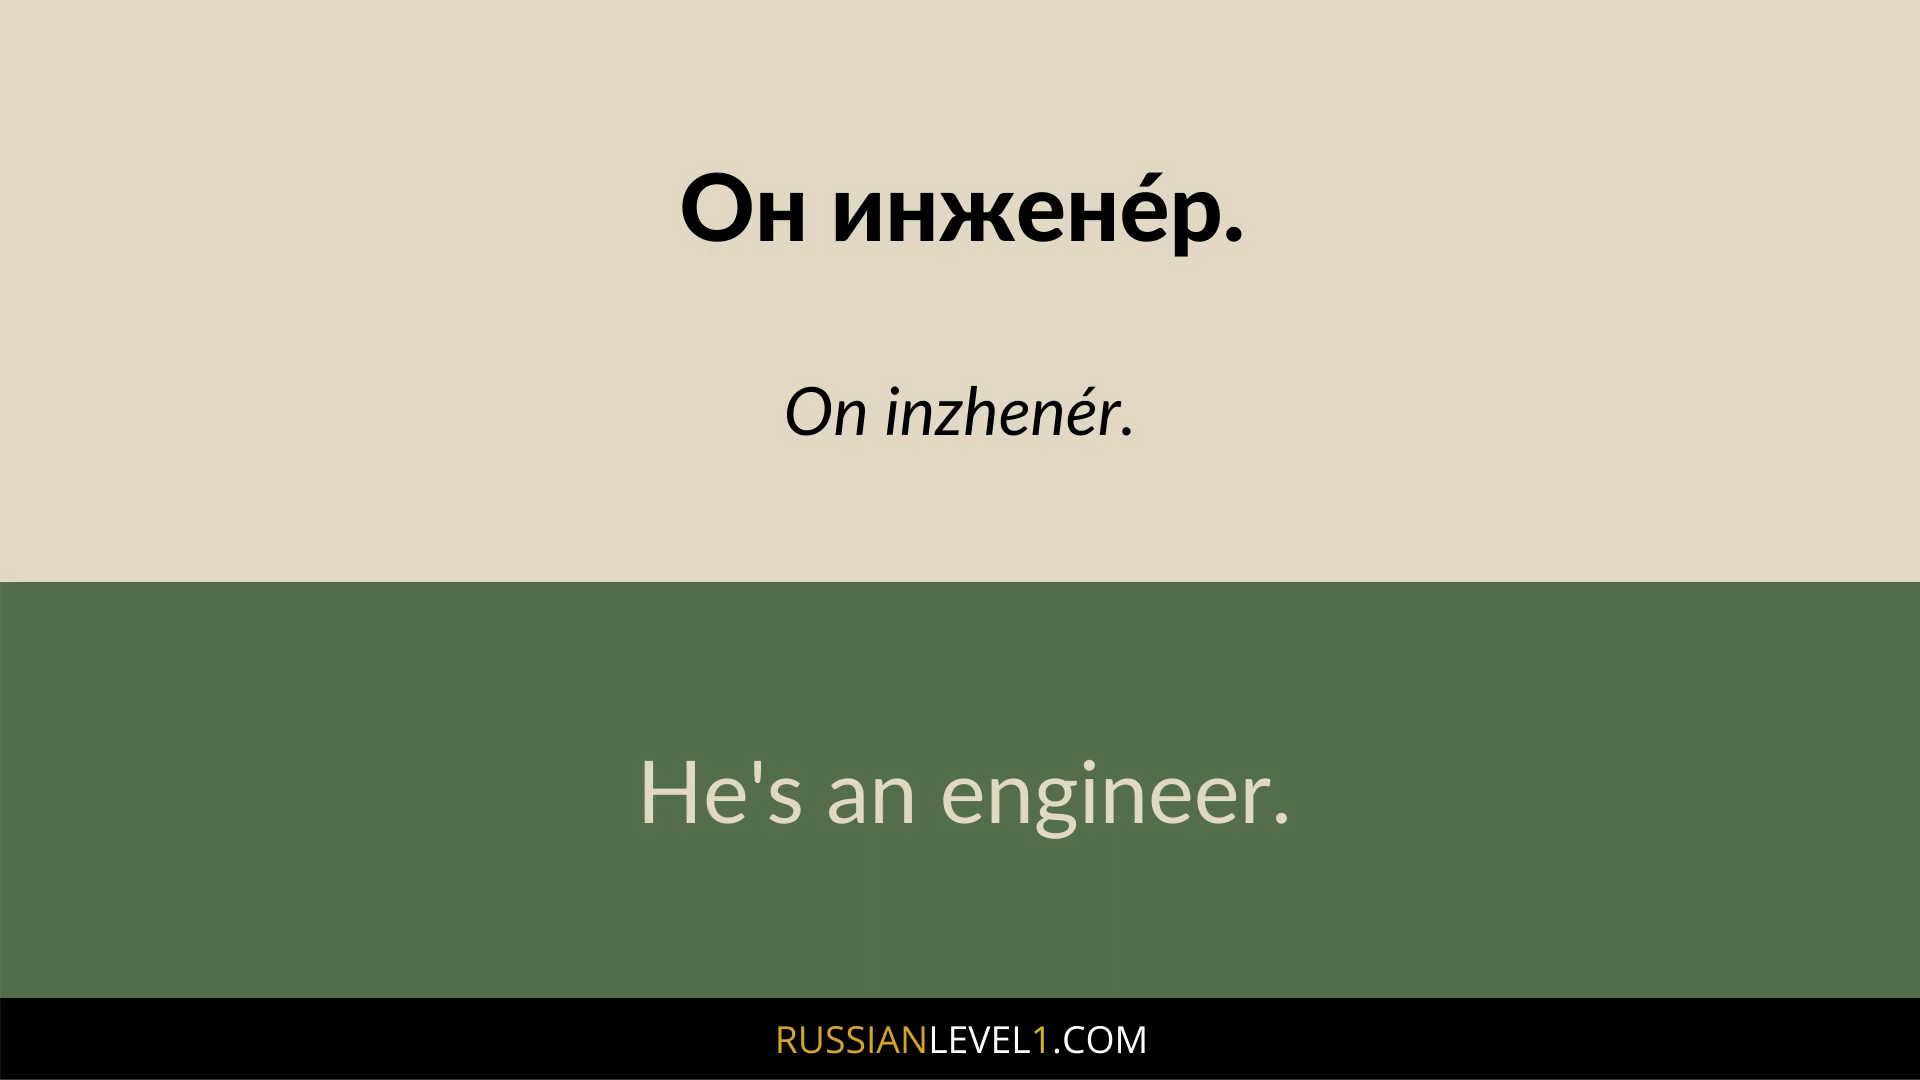 Он инжене́р.
On inzhenér.
He's an engineer.
RUSSIANLEVEL1.COM